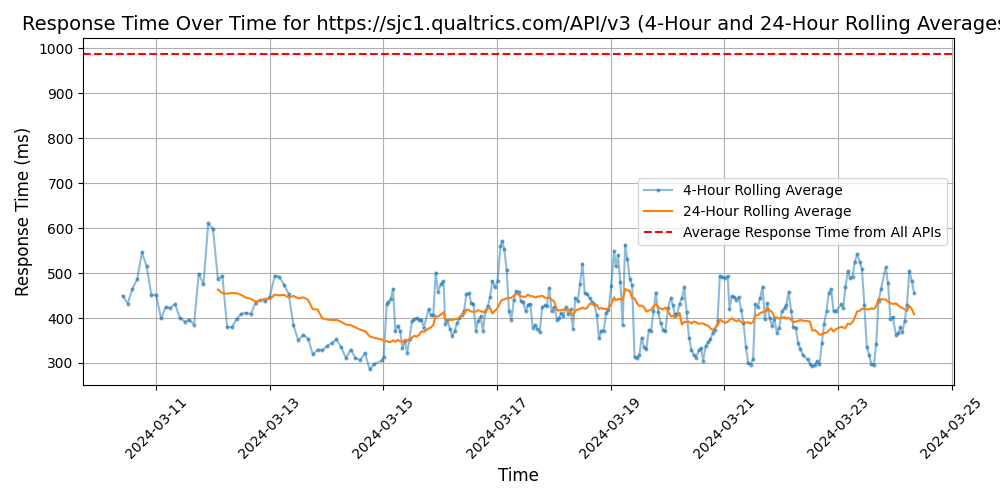 Response Time Over Time for https://sjc1.qualtrics.com/API/v3 (4-Hour and 24-Hour Rolling Averages
1000
900
800
700
600
500
400
300
Response Time (ms)
4-Hour Rolling Average
24-Hour Rolling Average
Average Response Time from All APIs
2024-03-11
2024-03-13
2024-03-15
2024-03-17
2024-03-19
2024-03-21
2024-03-23
2024-03-25
Time